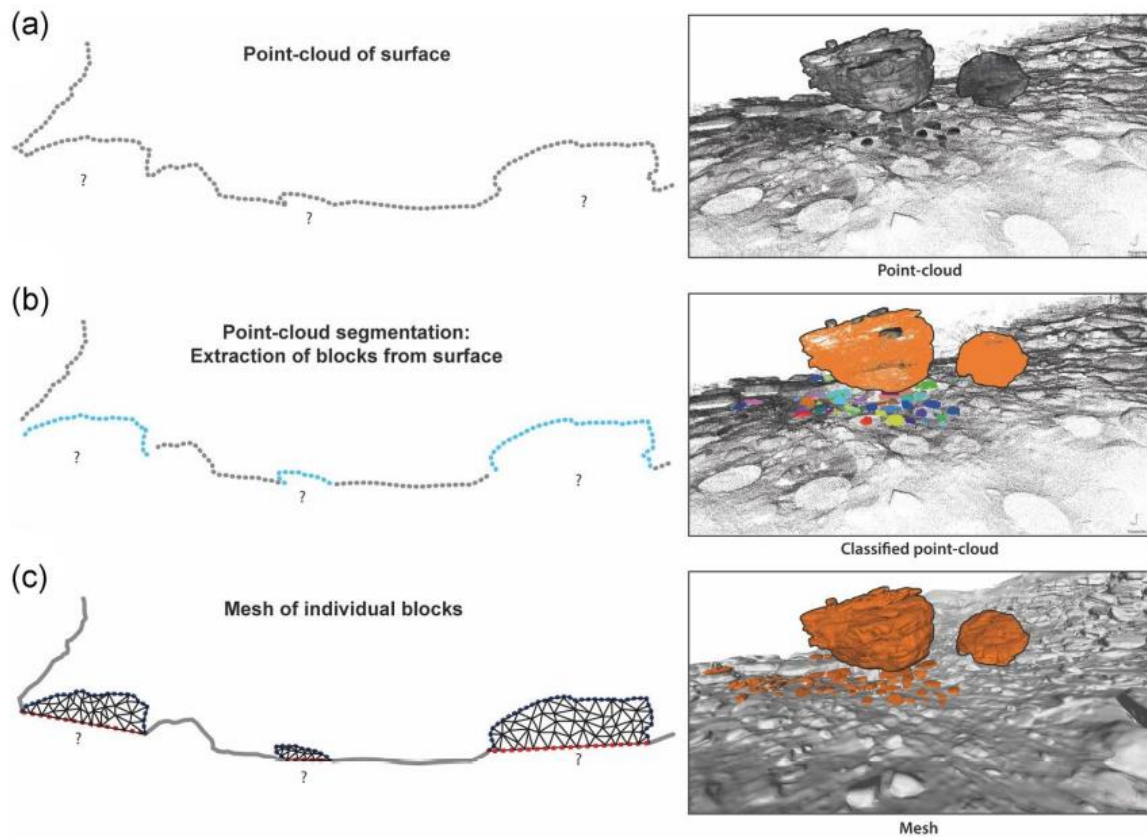 (a)
Point-cloud of surface
?
?
?
Point-cloud
(b)
Point-cloud segmentation:
Extraction of blocks from surface
?
?
?
Classified point-cloud
(c)
Mesh of individual blocks
?
?
?
Mesh